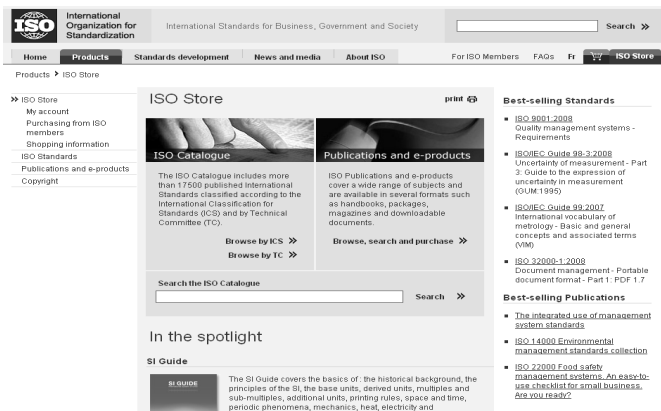 ISO
International
Organization for
Standardization
International Standards for Business, Government and Society
Search »
Home
Products
Standards development
News and media
About ISO
For ISO Members
FAQs
Fr
ISO Store
Products > ISO Store
» ISO Store
My account
Purchasing from ISO
members
Shopping information
ISO Standards
Publications and e-products
Copyright
ISO Store
print
ISO Catalogue
The ISO Catalogue includes more
than 17500 published International
Standards classified according to the
International Classification for
Standards (ICS) and by Technical
Committee (TC).
Browse by ICS »
Browse by TC »
Publications and e-products
ISO Publications and e-products
cover a wide range of subjects and
are available in several formats such
as handbooks, packages,
magazines and downloadable
documents.
Browse, search and purchase »
Search the ISO Catalogue
Search »
In the spotlight
SI Guide
SI GUIDE
The SI Guide covers the basics of : the historical background, the
principles of the SI, the base units, derived units, multiples and
sub-multiples, additional units, printing rules, space and time,
periodic phenomena, mechanics, heat, electricity and
Best-selling Standards
ISO 9001:2008
Quality management systems -
Requirements
ISO/IEC Guide 98-3:2008
Uncertainty of measurement - Part
3: Guide to the expression of
uncertainty in measurement
(GUM:1995)
ISO/IEC Guide 99:2007
International vocabulary of
metrology - Basic and general
concepts and associated terms
(VIM)
ISO 32000-1:2008
Document management - Portable
document format - Part 1: PDF 1.7
Best-selling Publications
The integrated use of management
system standards
ISO 14000 Environmental
management standards collection
ISO 22000 Food safety
management systems. An easy-to-
use checklist for small business.
Are you ready?